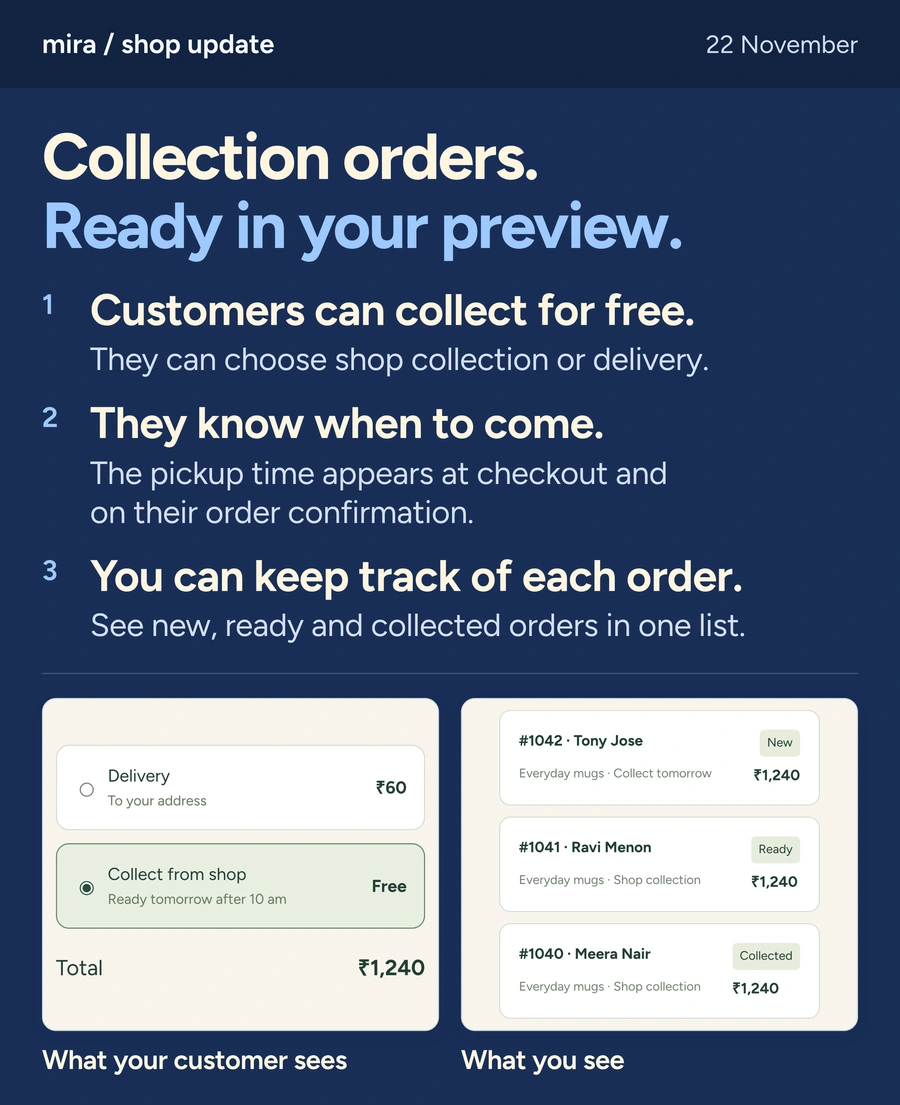 mira / shop update
22 November
Collection orders.
Ready in your preview.
1
Customers can collect for free.
They can choose shop collection or delivery.
2
They know when to come.
The pickup time appears at checkout and
on their order confirmation.
3
You can keep track of each order.
See new, ready and collected orders in one list.
Delivery
To your address
₹60
Collect from shop
Ready tomorrow after 10 am
Free
Total
₹1,240
What your customer sees
#1042 · Tony Jose
New
Everyday mugs · Collect tomorrow
₹1,240
#1041 · Ravi Menon
Ready
Everyday mugs · Shop collection
₹1,240
#1040 · Meera Nair
Collected
Everyday mugs · Shop collection
₹1,240
What you see